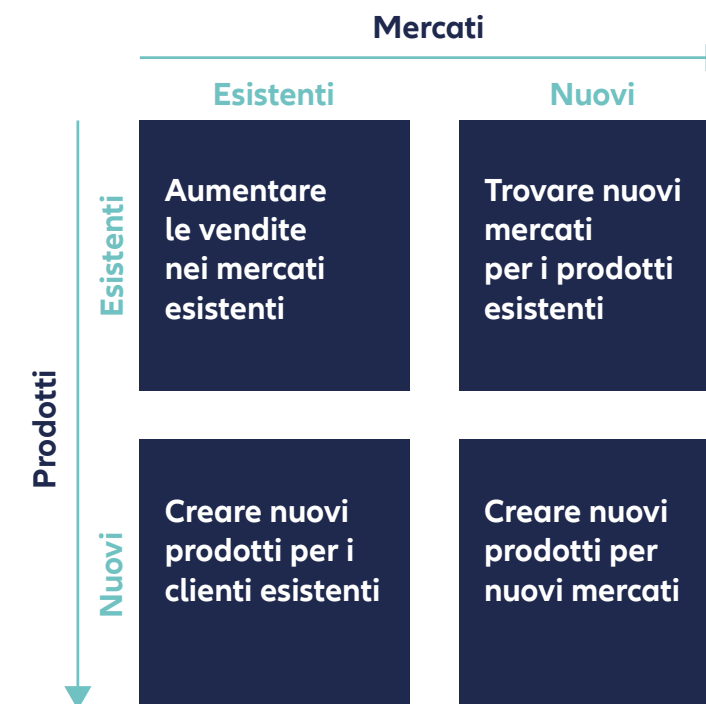 Mercati
Esistenti
Nuovi
Prodotti
Esistenti
Aumentare
le vendite
nei mercati
esistenti
Trovare nuovi
mercati
per i prodotti
esistenti
Nuovi
Creare nuovi
prodotti per i
clienti esistenti
Creare nuovi
prodotti per
nuovi mercati